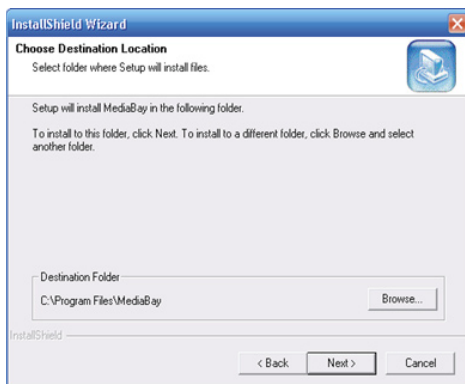 InstallShield Wizard
Choose Destination Location
Select folder where Setup will install files.
Setup will install MediaBay in the following folder.
To install to this folder, click Next. To install to a different folder, click Browse and select
another folder.
Destination Folder
C:\Program Files\MediaBay
Browse...
InstallShield
< Back
Next >
Cancel